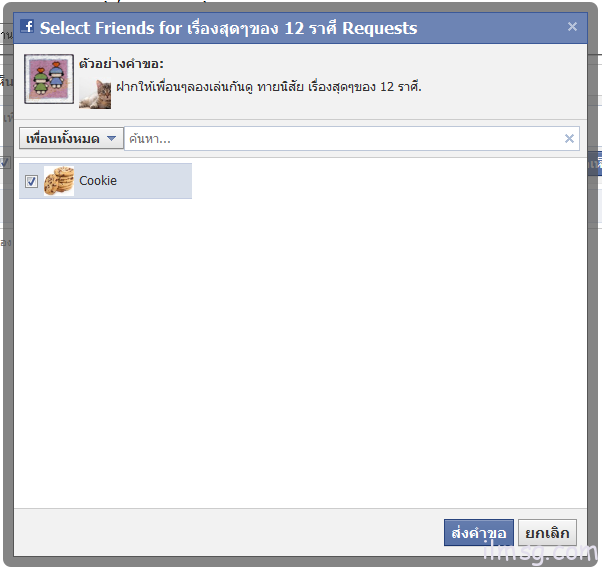 Select Friends for เรื่องสุดๆของ 12 ราศี Requests
ตัวอย่างคำขอ:
ฝากให้เพื่อนๆลองเล่นกันดู ทายนิสัย เรื่องสุดๆของ 12 ราศี.
เพื่อนทั้งหมด
ค้นหา...
Cookie
ส่งคำขอ
ยกเลิก
ilmsg.com